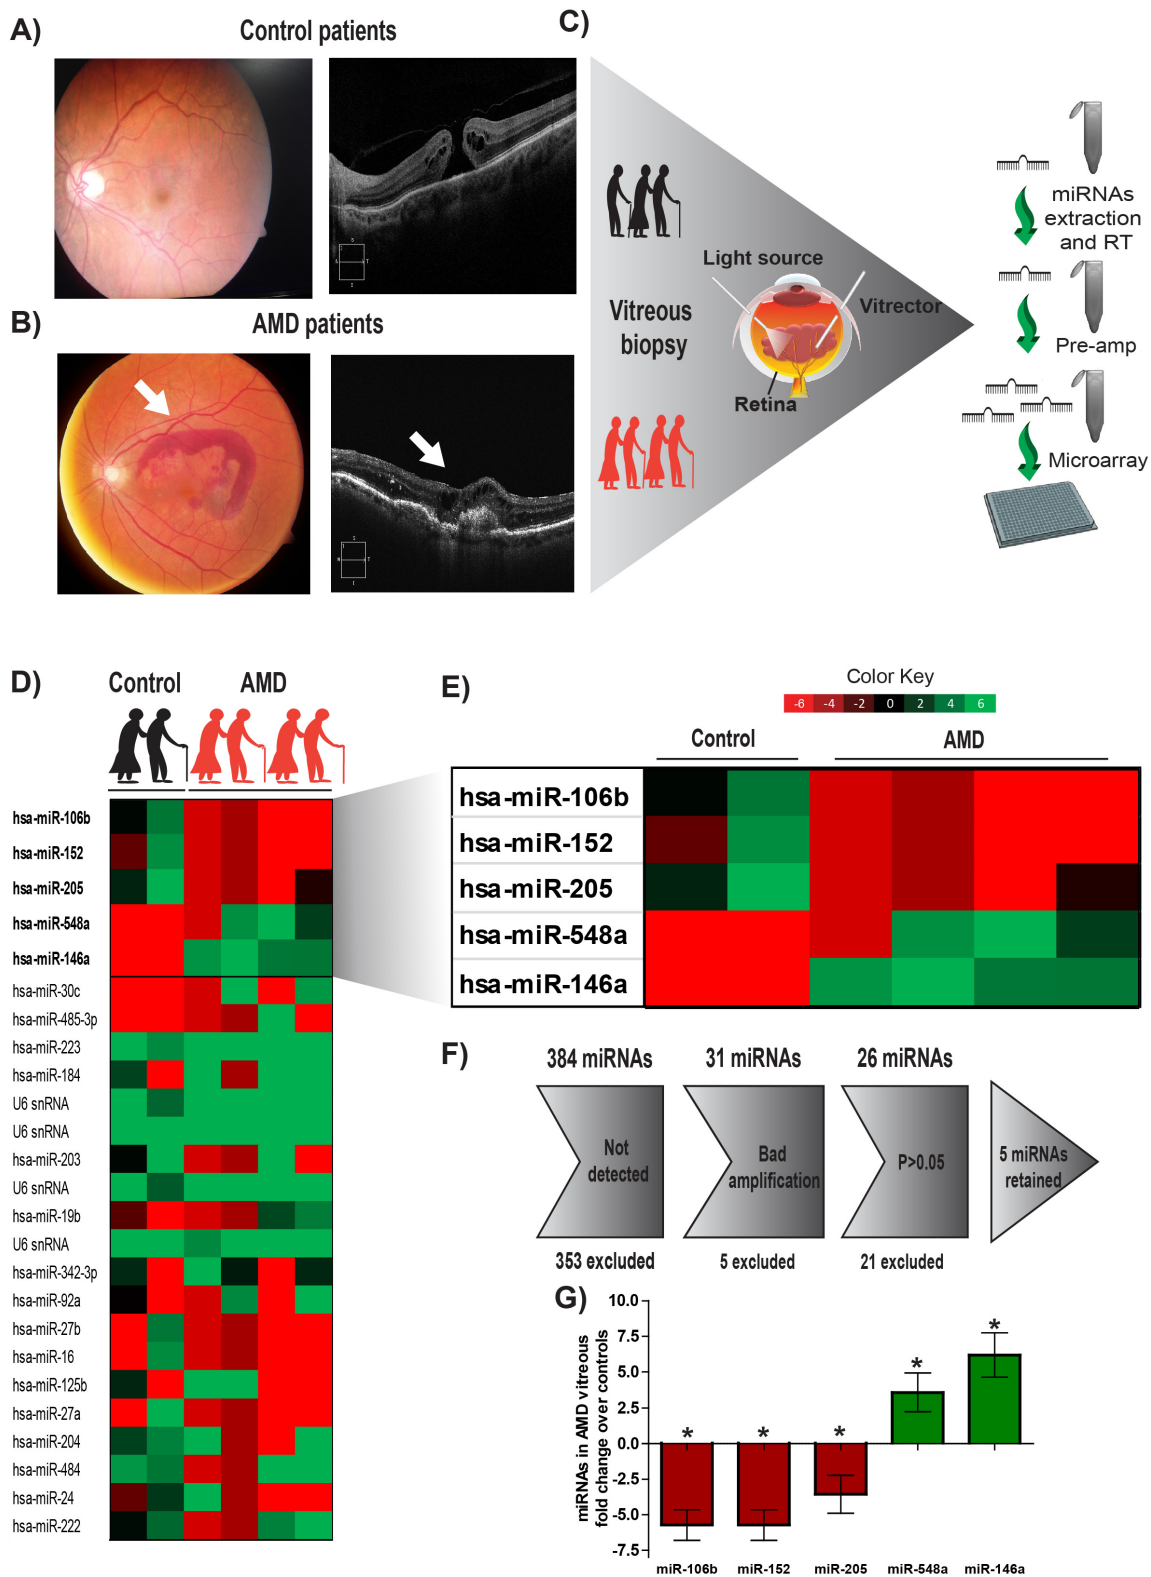 A)
Control patients
B)
AMD patients
C)
Vitreous
biopsy
Light source
Vitrector
Retina
miRNAs
extraction
and RT
Pre-amp
Microarray
D)
Control
AMD
hsa-miR-106b
hsa-miR-152
hsa-miR-205
hsa-miR-548a
hsa-miR-146a
hsa-miR-30c
hsa-miR-485-3p
hsa-miR-223
hsa-miR-184
U6 snRNA
U6 snRNA
hsa-miR-203
U6 snRNA
hsa-miR-19b
U6 snRNA
hsa-miR-342-3p
hsa-miR-92a
hsa-miR-27b
hsa-miR-16
hsa-miR-125b
hsa-miR-27a
hsa-miR-204
hsa-miR-484
hsa-miR-24
hsa-miR-222
E)
Color Key
-6 -4 -2 0 2 4 6
Control
AMD
hsa-miR-106b
hsa-miR-152
hsa-miR-205
hsa-miR-548a
hsa-miR-146a
F)
384 miRNAs
31 miRNAs
26 miRNAs
Not
detected
Bad
amplification
P>0.05
5 miRNAs
retained
353 excluded
5 excluded
21 excluded
G)
miRNAs in AMD vitreous
fold change over controls
10.0
7.5
5.0
2.5
0.0
-2.5
-5.0
-7.5
* * * * *
miR-106b miR-152 miR-205 miR-548a miR-146a